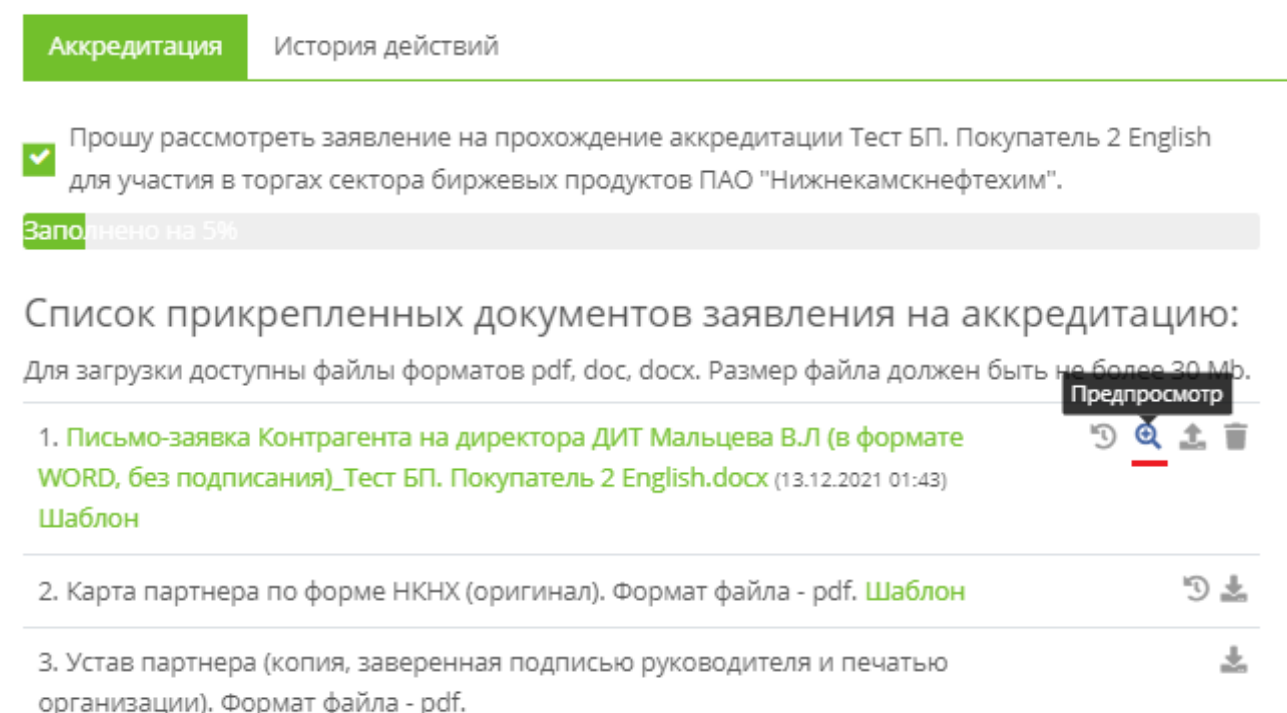 Аккредитация История действий
Прошу рассмотреть заявление на прохождение аккредитации Тест БП. Покупатель 2 English
для участия в торгах сектора биржевых продуктов ПАО "Нижнекамскнефтехим".
Заполнено на 5%
Список прикрепленных документов заявления на аккредитацию:
Для загрузки доступны файлы форматов pdf, doc, docx. Размер файла должен быть не более 30 Mb.
Предпросмотр
1. Письмо-заявка Контрагента на директора ДИТ Мальцева В.Л (в формате
WORD, без подписания)_Тест БП. Покупатель 2 English.docx (13.12.2021 01:43)
Шаблон
2. Карта партнера по форме НКНХ (оригинал). Формат файла - pdf. Шаблон
3. Устав партнера (копия, заверенная подписью руководителя и печатью
организации). Формат файла - pdf.